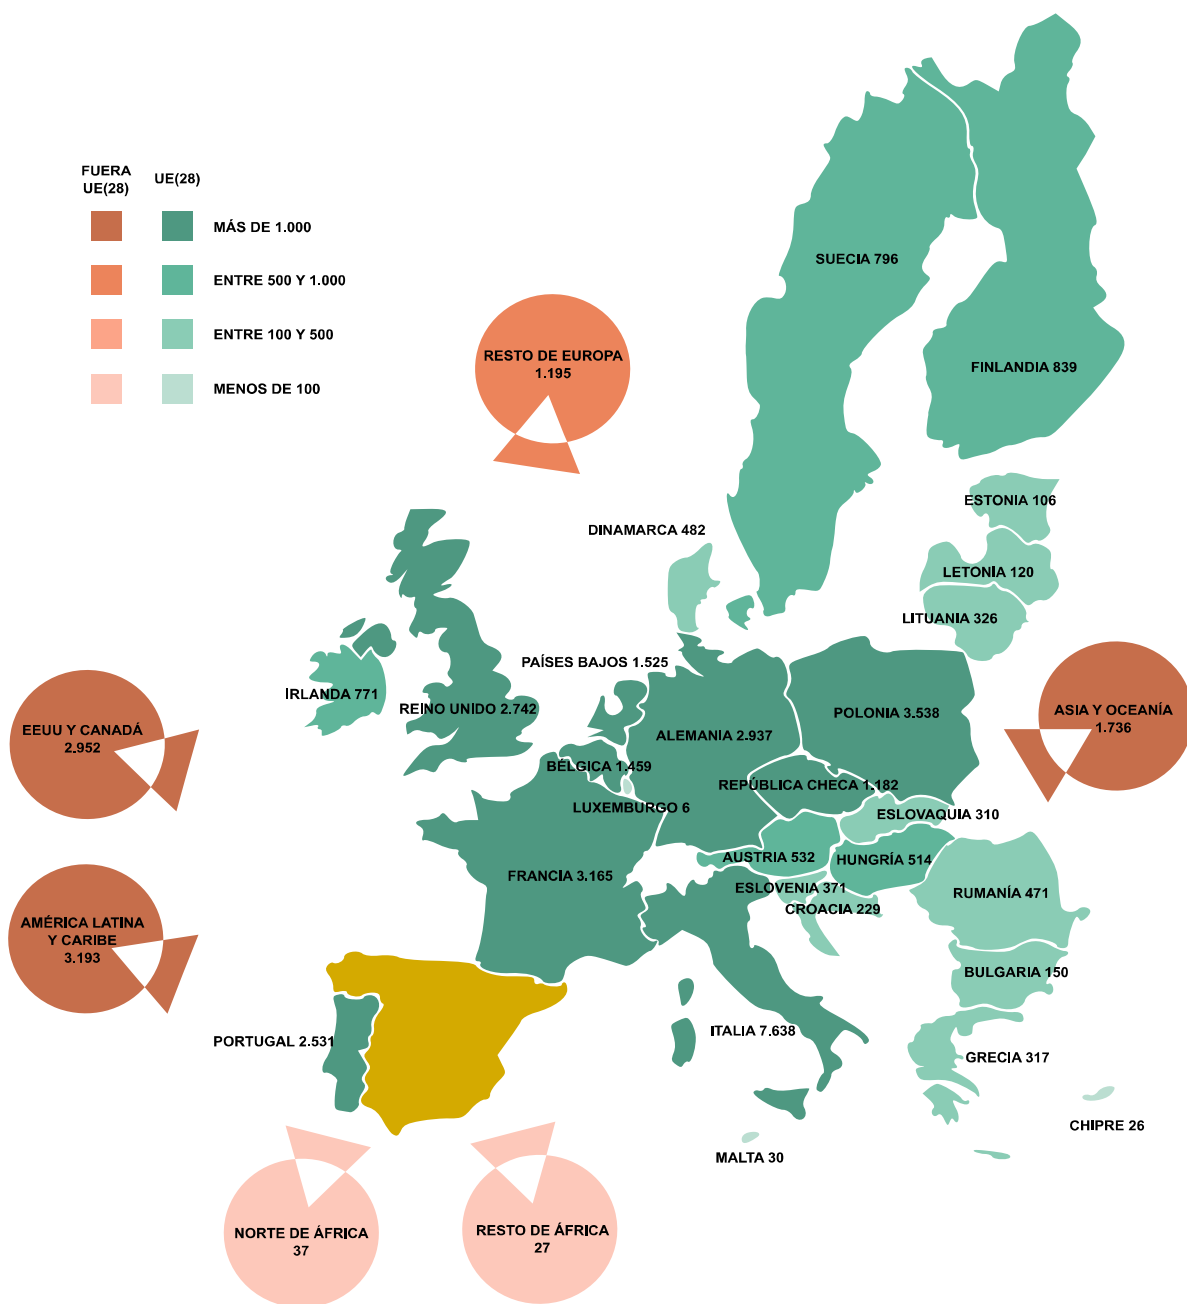 FUERA
UE(28)
UE(28)
MÁS DE 1.000
ENTRE 500 Y 1.000
ENTRE 100 Y 500
MENOS DE 100
SUECIA 796
FINLANDIA 839
RESTO DE EUROPA
1.195
ESTONIA 106
DINAMARCA 482
LETONIA 120
LITUANIA 326
PAÍSES BAJOS 1.525
IRLANDA 771
REINO UNIDO 2.742
POLONIA 3.538
ASIA Y OCEANÍA
1.736
EEUU Y CANADÁ
2.952
ALEMANIA 2.937
BÉLGICA 1.459
REPÚBLICA CHECA 1.182
LUXEMBURGO 6
ESLOVAQUIA 310
AUSTRIA 532
HUNGRÍA 514
FRANCIA 3.165
ESLOVENIA 371
RUMANÍA 471
CROACIA 229
AMÉRICA LATINA
Y CARIBE
3.193
BULGARIA 150
PORTUGAL 2.531
ITALIA 7.638
GRECIA 317
CHIPRE 26
MALTA 30
NORTE DE ÁFRICA
37
RESTO DE ÁFRICA
27